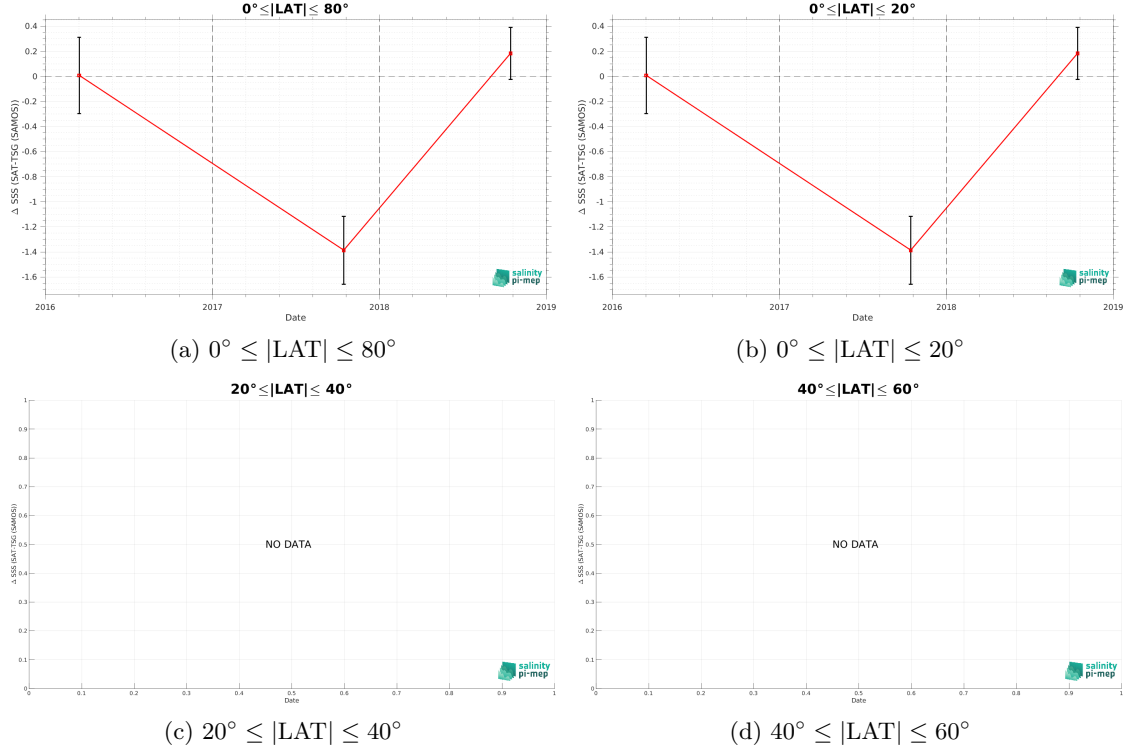 0°≤|LAT|≤ 80°
0.4
0.2
0
-0.2
-0.4
-0.6
-0.8
-1
-1.2
-1.4
-1.6
Δ SSS (SAT-TSG (SAMOS))
2016
2017
2018
2019
Date
salinity
pi-mep
(a) 0° ≤ |LAT| ≤ 80°
0°≤|LAT|≤ 20°
0.4
0.2
0
-0.2
-0.4
-0.6
-0.8
-1
-1.2
-1.4
-1.6
Δ SSS (SAT-TSG (SAMOS))
2016
2017
2018
2019
Date
salinity
pi-mep
(b) 0° ≤ |LAT| ≤ 20°
20°≤|LAT|≤ 40°
1
0.9
0.8
0.7
0.6
0.5
0.4
0.3
0.2
0.1
0
Δ SSS (SAT-TSG (SAMOS))
NO DATA
0 0.1 0.2 0.3 0.4 0.5 0.6 0.7 0.8 0.9 1
Date
salinity
pi-mep
(c) 20° ≤ |LAT| ≤ 40°
40°≤|LAT|≤ 60°
1
0.9
0.8
0.7
0.6
0.5
0.4
0.3
0.2
0.1
0
Δ SSS (SAT-TSG (SAMOS))
NO DATA
0 0.1 0.2 0.3 0.4 0.5 0.6 0.7 0.8 0.9 1
Date
salinity
pi-mep
(d) 40° ≤ |LAT| ≤ 60°